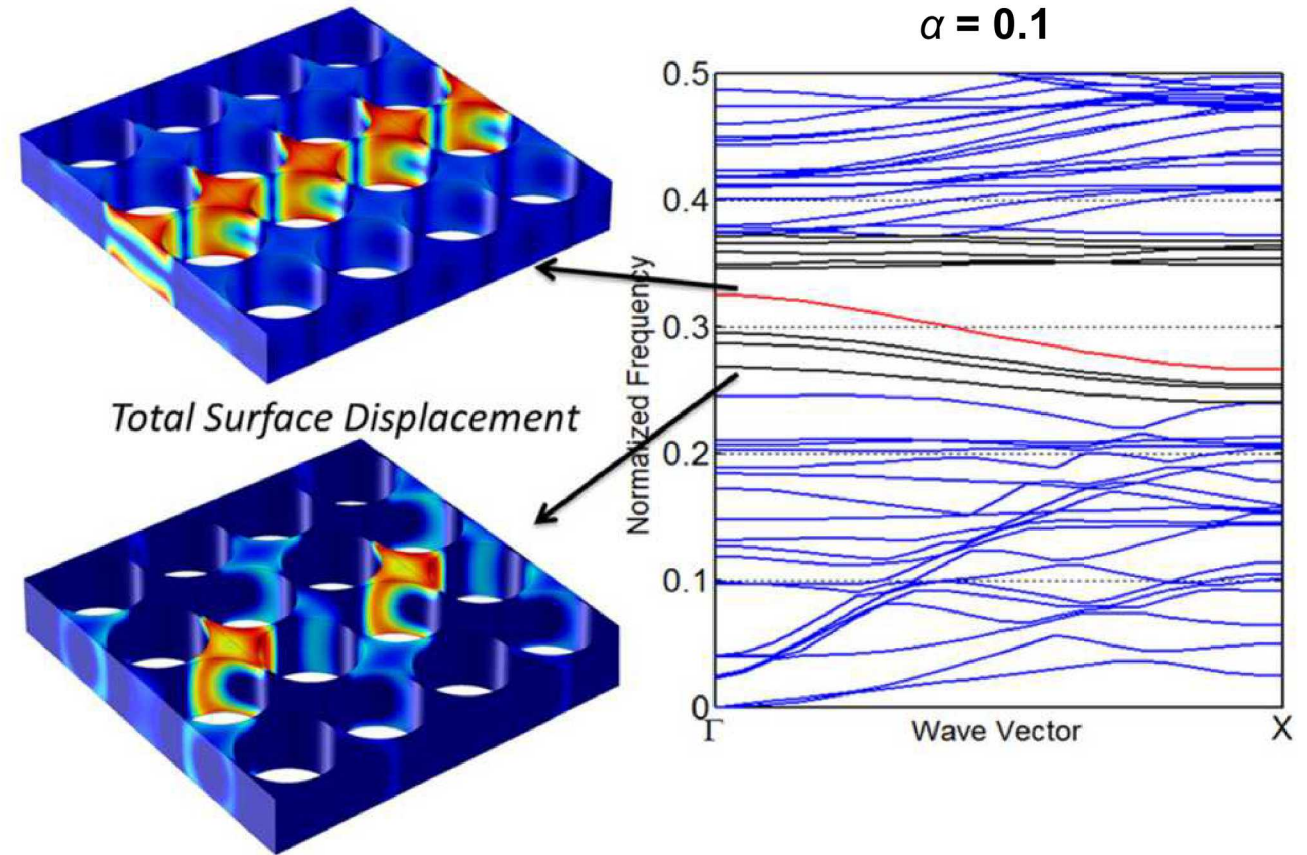 α = 0.1
0.5
0.4
0.3
0.2
0.1
0
Normalized Frequency
Γ
Wave Vector
X
Total Surface Displacement